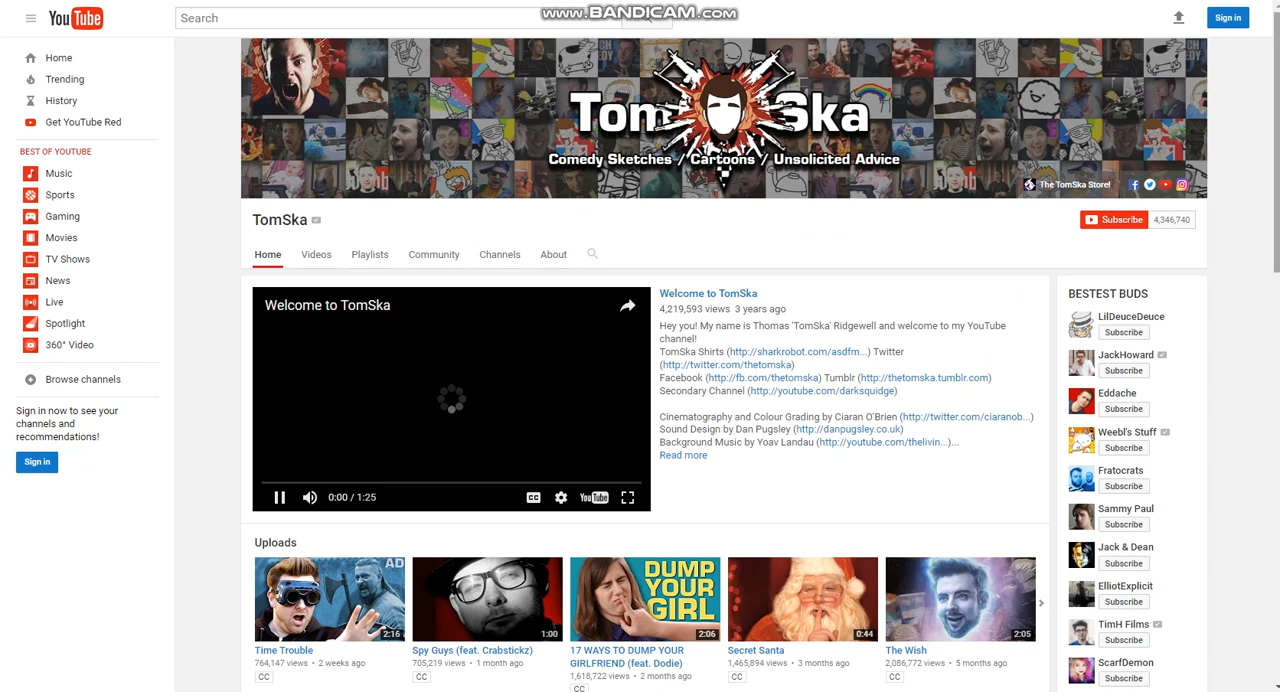 YouTube
Search
www.BANDICAM.com
Sign in
Home
Trending
History
Get YouTube Red
BEST OF YOUTUBE
Music
Sports
Gaming
Movies
TV Shows
News
Live
Spotlight
360° Video
Browse channels
Sign in now to see your
channels and
recommendations!
Sign in
TomSka
Comedy Sketches / Cartoons / Unsolicited Advice
The TomSka Store!
TomSka
Subscribe 4,346,740
Home Videos Playlists Community Channels About
Welcome to TomSka
0:00 / 1:25
CC
YouTube
Welcome to TomSka
4,219,593 views 3 years ago
Hey you! My name is Thomas 'TomSka' Ridgewell and welcome to my YouTube
channel!
TomSka Shirts (http://sharkrobot.com/asdfm...) Twitter
(http://twitter.com/thetomska)
Facebook (http://fb.com/thetomska) Tumblr (http://thetomska.tumblr.com)
Secondary Channel (http://youtube.com/darksquidge)
Cinematography and Colour Grading by Ciaran O'Brien (http://twitter.com/ciaranob...)
Sound Design by Dan Pugsley (http://danpugsley.co.uk)
Background Music by Yoav Landau (http://youtube.com/thelivin...)...
Read more
Uploads
AD
2:16
Time Trouble
764,147 views • 2 weeks ago
CC
1:00
Spy Guys (feat. Crabstickz)
705,219 views • 1 month ago
CC
DUMP
YOUR
GIRL
2:06
17 WAYS TO DUMP YOUR
GIRLFRIEND (feat. Dodie)
1,618,722 views • 2 months ago
CC
0:44
Secret Santa
1,465,894 views • 3 months ago
CC
2:05
The Wish
2,086,772 views • 5 months ago
CC
BESTEST BUDS
LilDeuceDeuce
Subscribe
JackHoward
Subscribe
Eddache
Subscribe
Weebl's Stuff
Subscribe
Fratocrats
Subscribe
Sammy Paul
Subscribe
Jack & Dean
Subscribe
ElliotExplicit
Subscribe
TimH Films
Subscribe
ScarfDemon
Subscribe